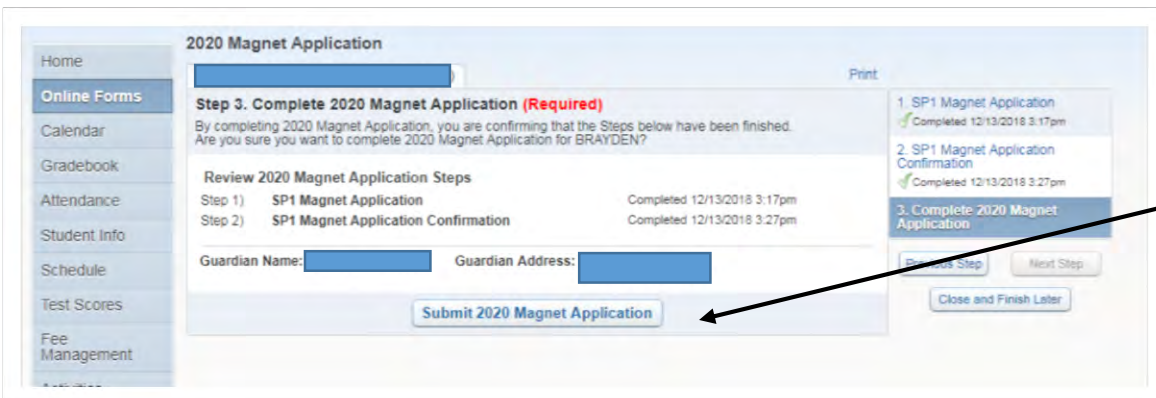 2020 Magnet Application
Home
Online Forms
Calendar
Gradebook
Attendance
Student Info
Schedule
Test Scores
Fee
Management
Activities
)
Print
Step 3. Complete 2020 Magnet Application (Required)
By completing 2020 Magnet Application, you are confirming that the Steps below have been finished.
Are you sure you want to complete 2020 Magnet Application for BRAYDEN?
Review 2020 Magnet Application Steps
Step 1) SP1 Magnet Application Completed 12/13/2018 3:17pm
Step 2) SP1 Magnet Application Confirmation Completed 12/13/2018 3:27pm
Guardian Name: Guardian Address:
Submit 2020 Magnet Application
1. SP1 Magnet Application
Completed 12/13/2018 3:17pm
2. SP1 Magnet Application
Confirmation
Completed 12/13/2018 3:27pm
3. Complete 2020 Magnet
Application
Previous Step Next Step
Close and Finish Later